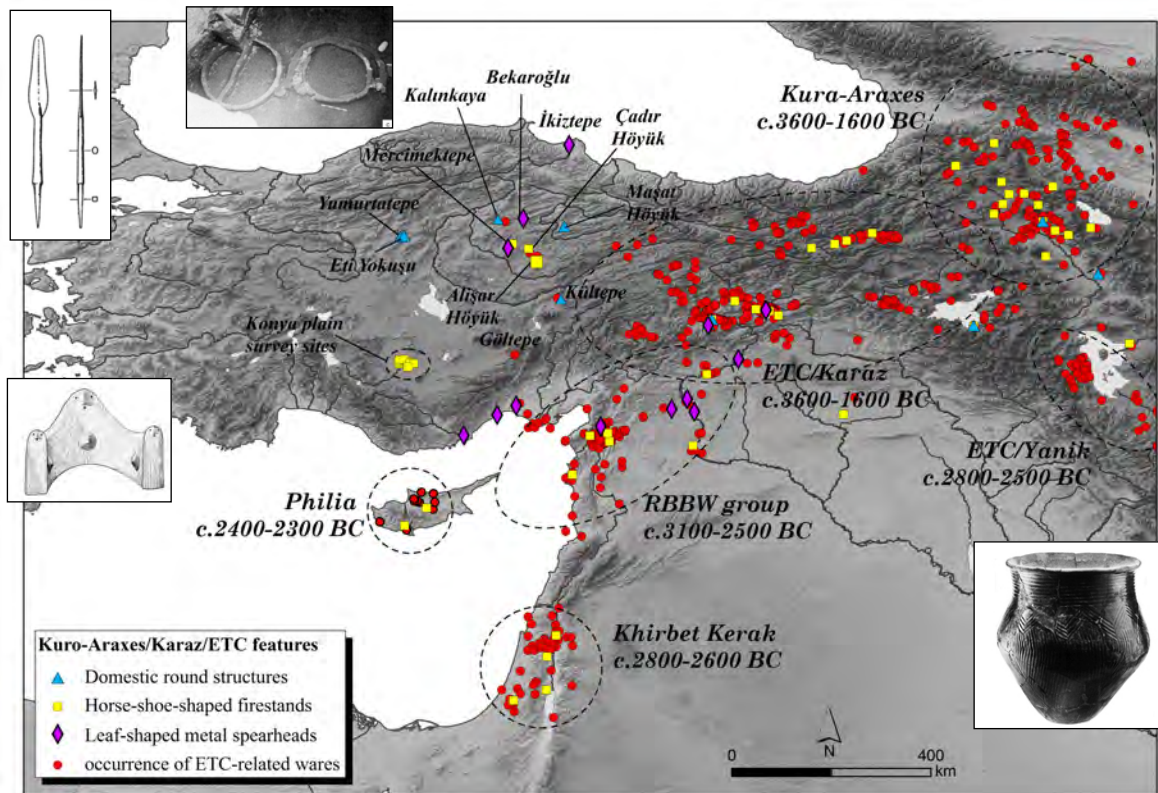 Bekaroğlu
Kalınkaya
İkiztepe
Çadır
Höyük
Mercimektepe
Maşat
Höyük
Yumurtatepe
Eti Yokuşu
Alişar
Höyük
Kültepe
Göltepe
Konya plain
survey sites
Kura-Araxes
c.3600-1600 BC
ETC/Karaz
c.3600-1600 BC
ETC/Yanik
c.2800-2500 BC
RBBW group
c.3100-2500 BC
Philia
c.2400-2300 BC
Khirbet Kerak
c.2800-2600 BC
Kuro-Araxes/Karaz/ETC features
Domestic round structures
Horse-shoe-shaped firestands
Leaf-shaped metal spearheads
occurrence of ETC-related wares
N
0 400
km